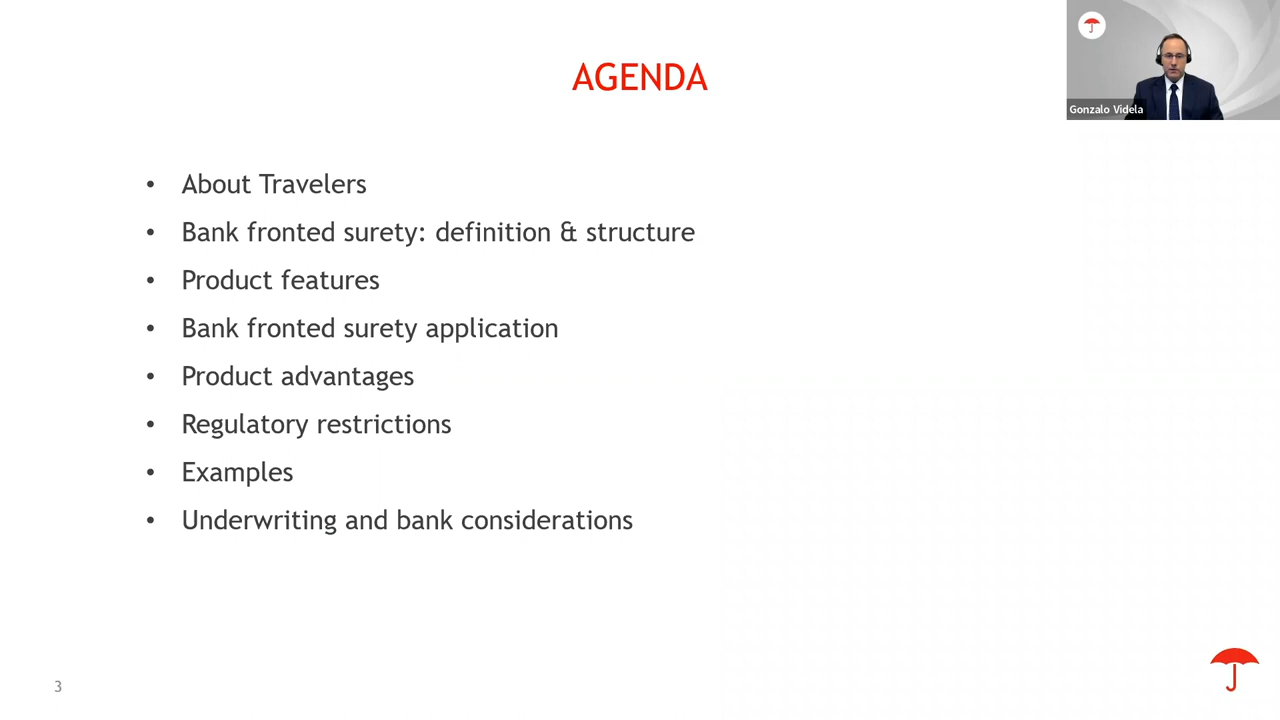 AGENDA
Gonzalo Videla
• About Travelers
• Bank fronted surety: definition & structure
• Product features
• Bank fronted surety application
• Product advantages
• Regulatory restrictions
• Examples
• Underwriting and bank considerations
3